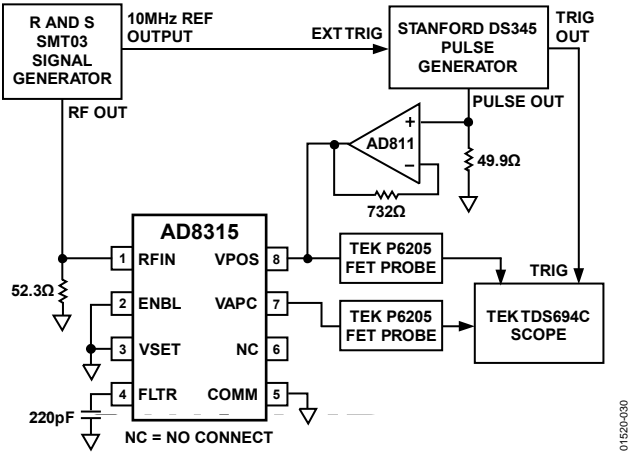 R AND S
SMT03
SIGNAL
GENERATOR
10MHz REF
OUTPUT
EXT TRIG
STANFORD DS345
PULSE
GENERATOR
TRIG
OUT
RF OUT
PULSE OUT
AD811
+
–
49.9Ω
732Ω
AD8315
52.3Ω
1 RFIN
VPOS 8
TEK P6205
FET PROBE
TRIG
2 ENBL
VAPC 7
TEK P6205
FET PROBE
TEK TDS694C
SCOPE
3 VSET
NC 6
4 FLTR
COMM 5
220pF
NC = NO CONNECT
01520-030